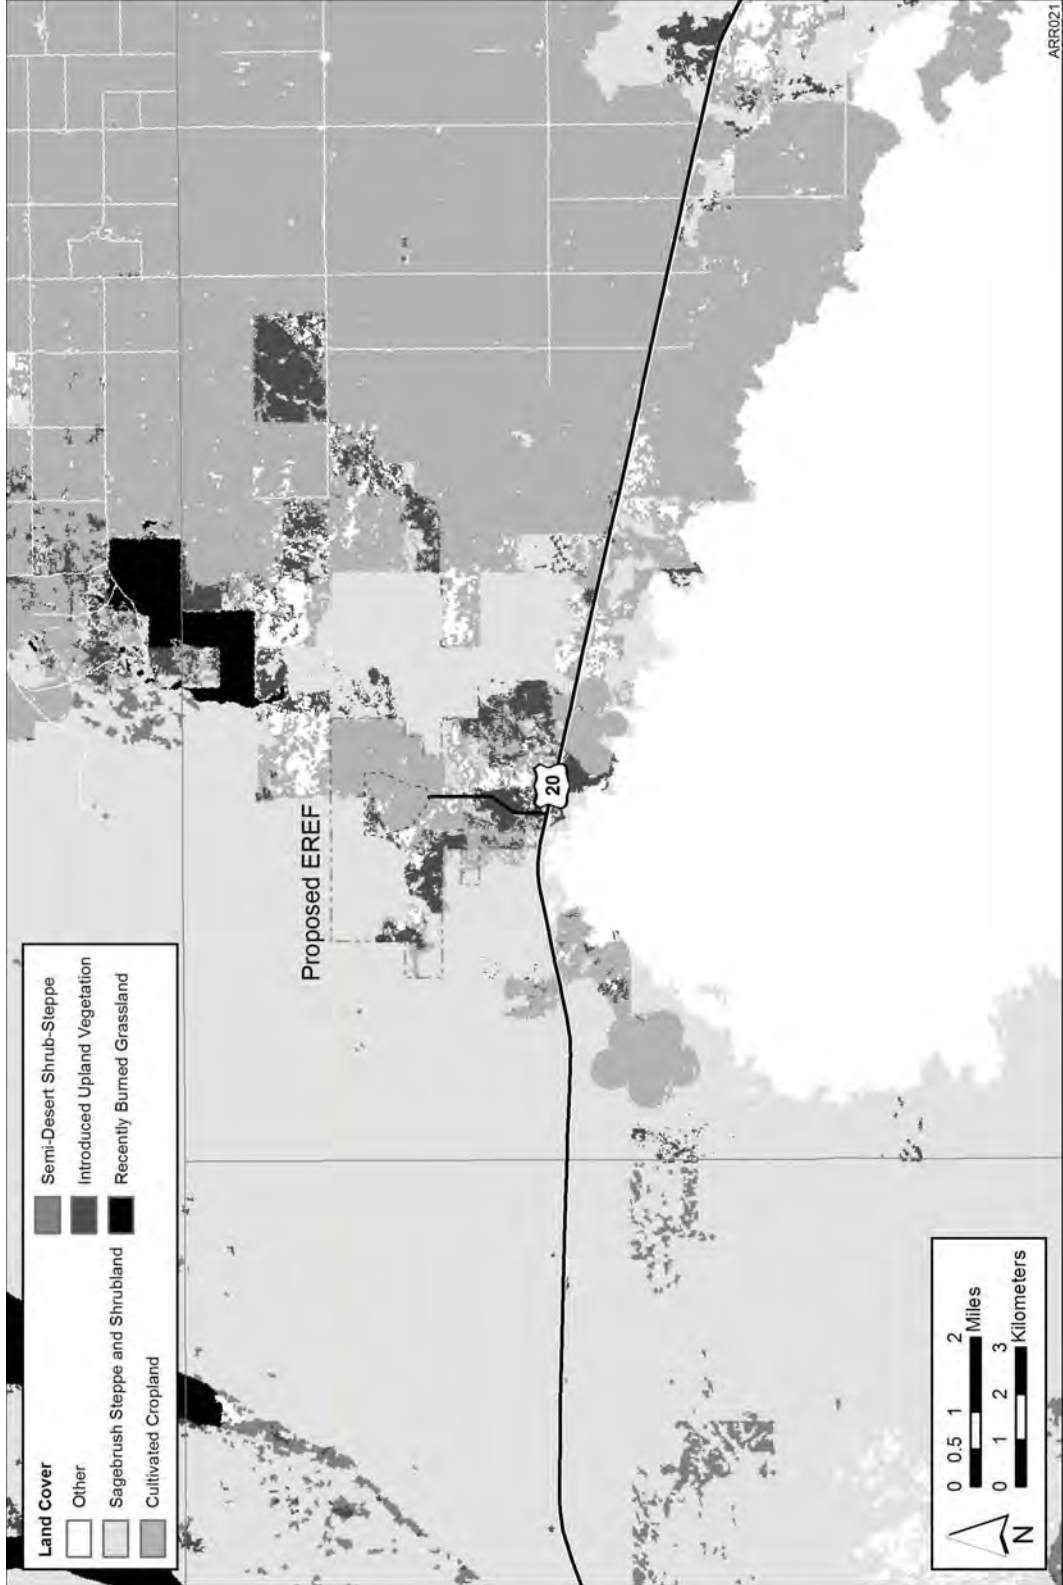 Land Cover
Other
Sagebrush Steppe and Shrubland
Cultivated Cropland
Semi-Desert Shrub-Steppe
Introduced Upland Vegetation
Recently Burned Grassland
Proposed EREF
20
N
0 0.5 1 2
Miles
0 1 2 3
Kilometers
ARR021